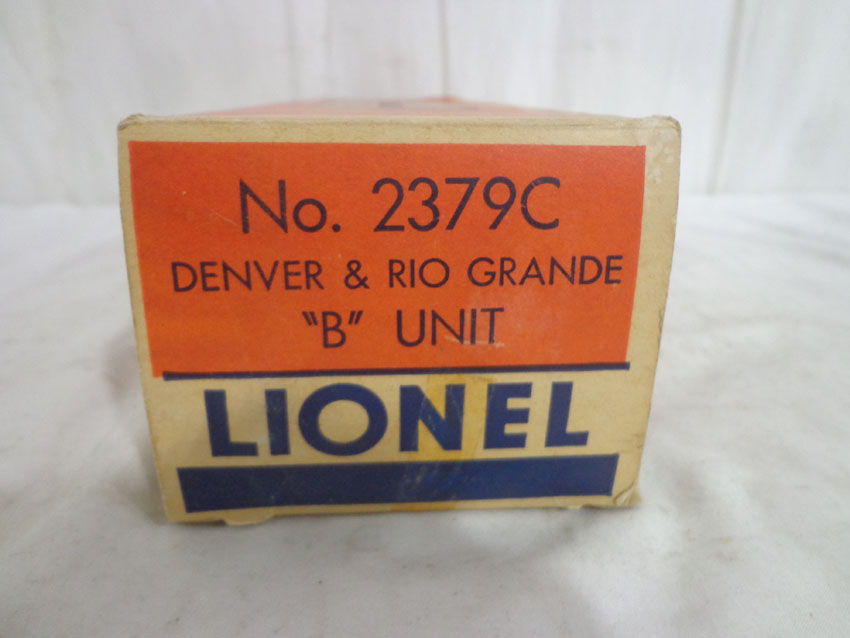 No. 2379C
DENVER & RIO GRANDE
"B" UNIT
LIONEL